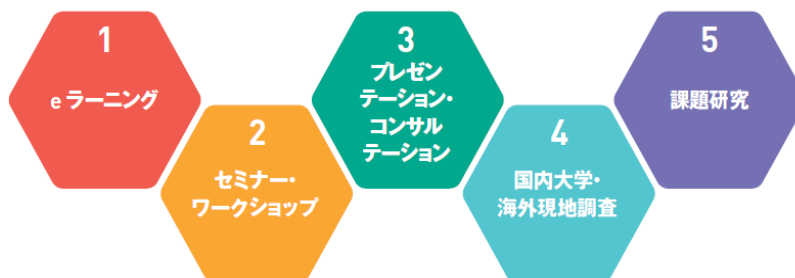 1
e ラーニング
2
セミナー・
ワークショップ
3
プレゼン
テーション・
コンサル
テーション
4
国内大学・
海外現地調査
5
課題研究